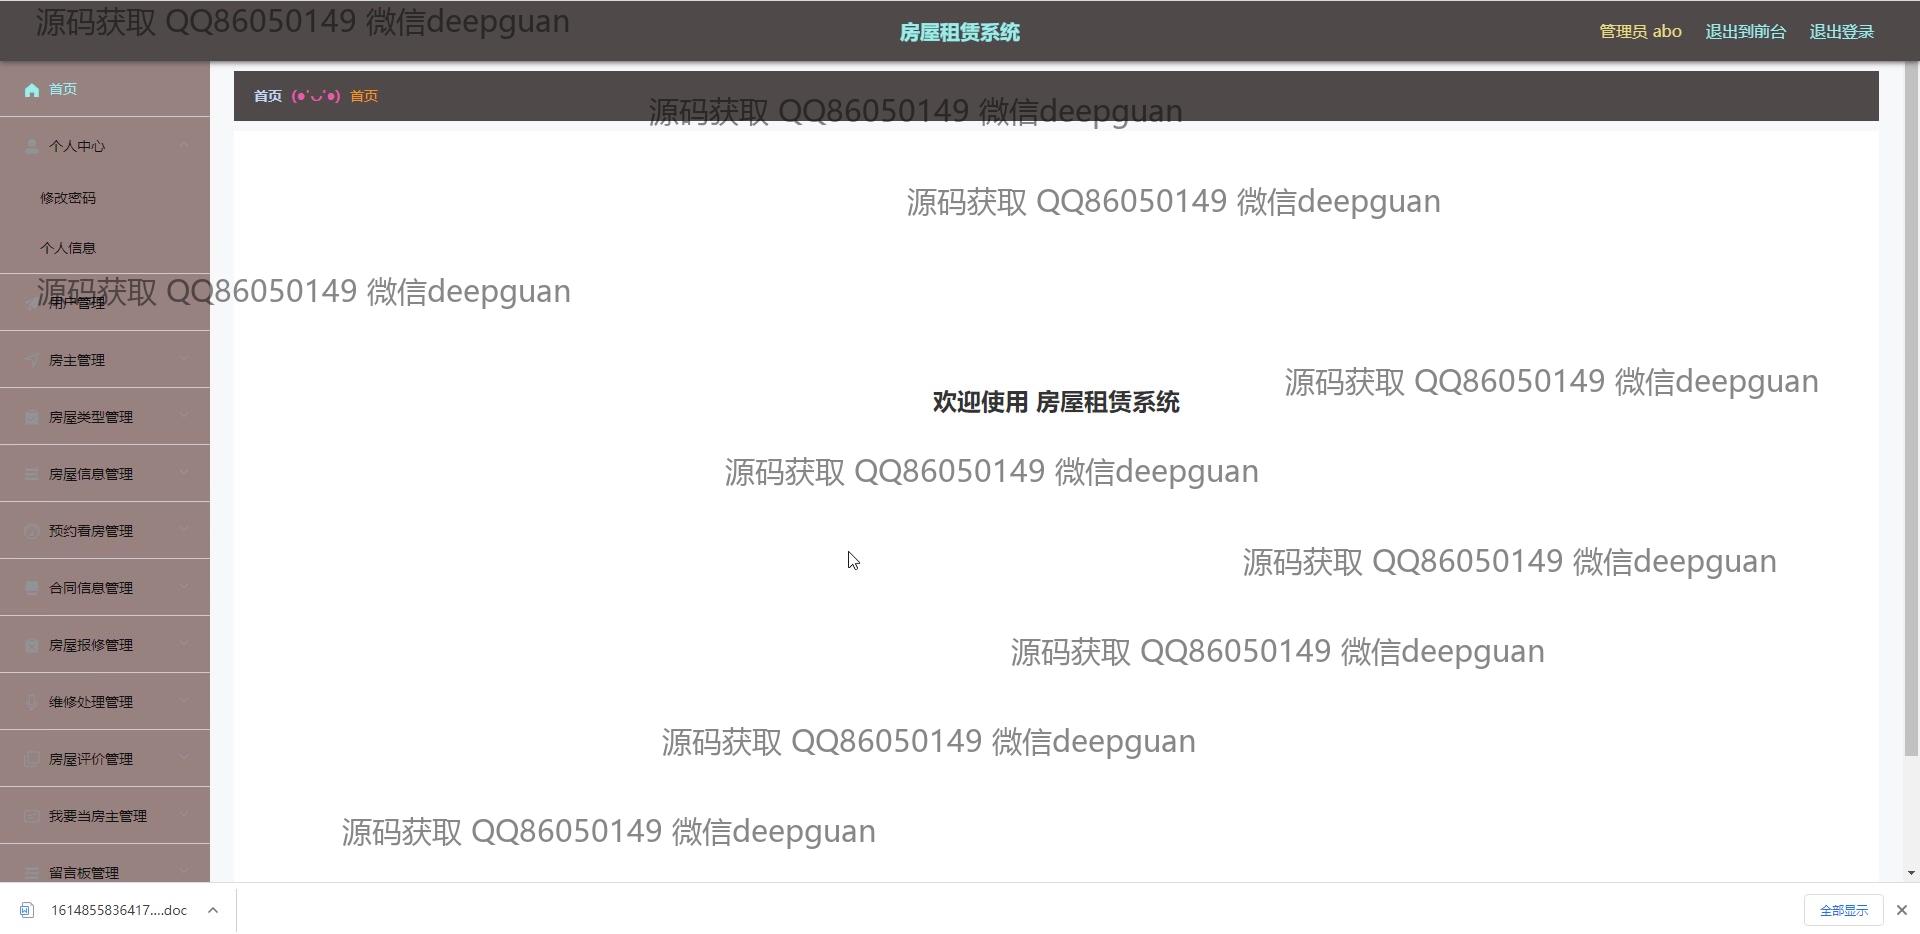 源码获取 QQ86050149 微信deepguan
房屋租赁系统
管理员 abo
退出到前台
退出登录
首页
首页 (●'◡'●) 首页
源码获取 QQ86050149 微信deepguan
个人中心
修改密码
源码获取 QQ86050149 微信deepguan
个人信息
源码获取 QQ86050149 微信deepguan
用户管理
房主管理
源码获取 QQ86050149 微信deepguan
欢迎使用 房屋租赁系统
房屋类型管理
房屋信息管理
源码获取 QQ86050149 微信deepguan
预约看房管理
源码获取 QQ86050149 微信deepguan
合同信息管理
房屋报修管理
源码获取 QQ86050149 微信deepguan
维修处理管理
源码获取 QQ86050149 微信deepguan
房屋评价管理
我要当房主管理
源码获取 QQ86050149 微信deepguan
留言板管理
1614855836417....doc
全部显示